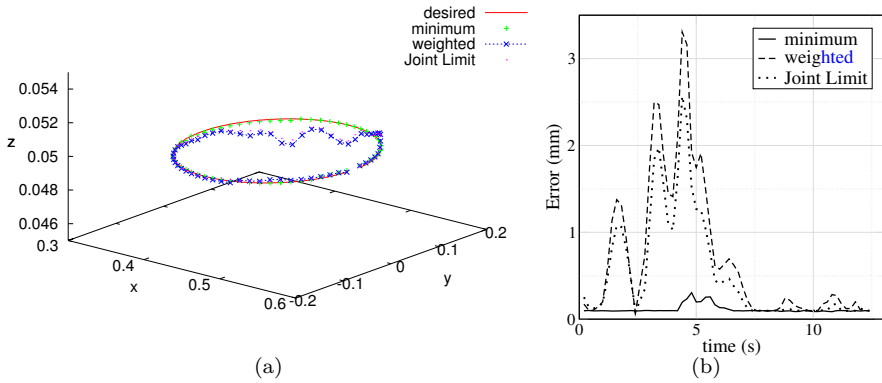 desired
minimum
weighted
Joint Limit
0.054
0.052
z
0.05
0.048
0.046
0.3
0.4
x
0.5
0.6
-0.2
-0.1
0
y
0.1
0.2
(a)
minimum
weighted
Joint Limit
3
2
Error (mm)
1
0
0
5
10
time (s)
(b)